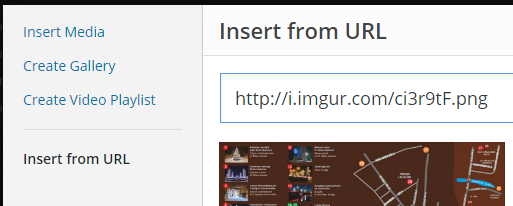 Insert Media
Create Gallery
Create Video Playlist
Insert from URL
Insert from URL
http://i.imgur.com/ci3r9tF.png